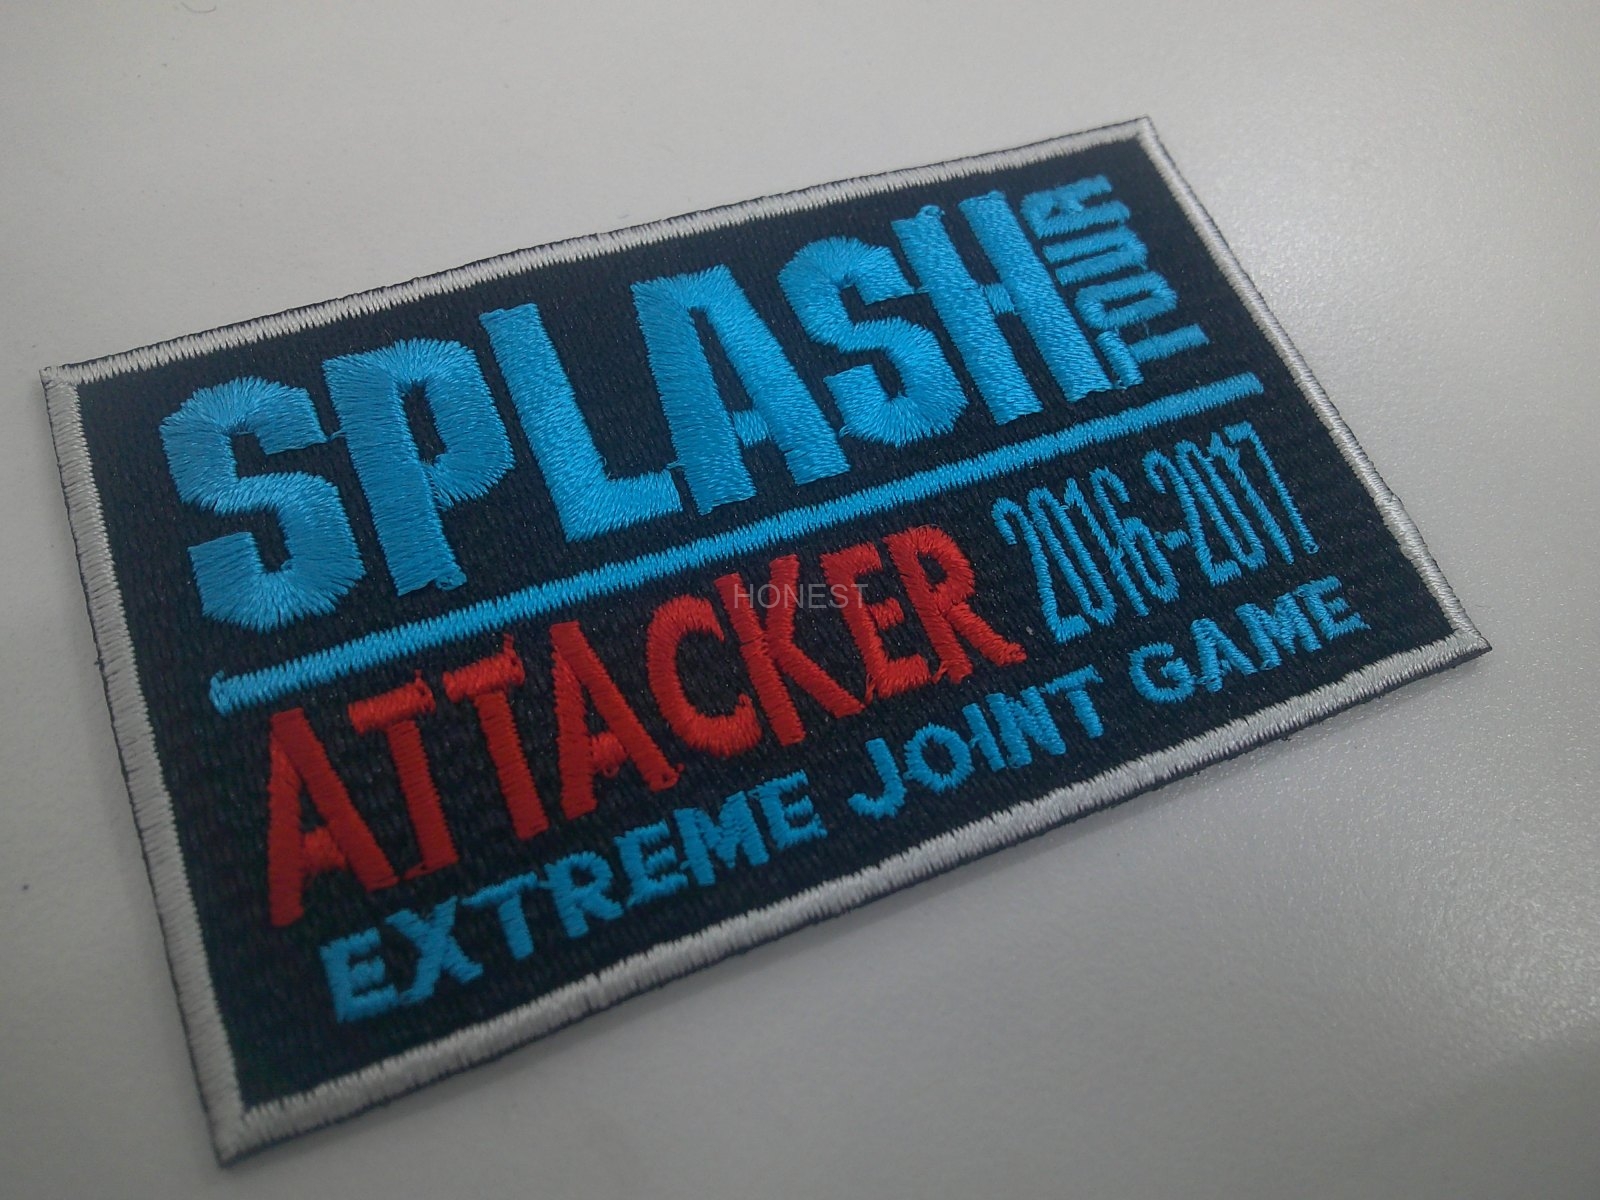 SPLASH TOUR
ATTACKER 2016-2017
EXTREME JOINT GAME
HONEST